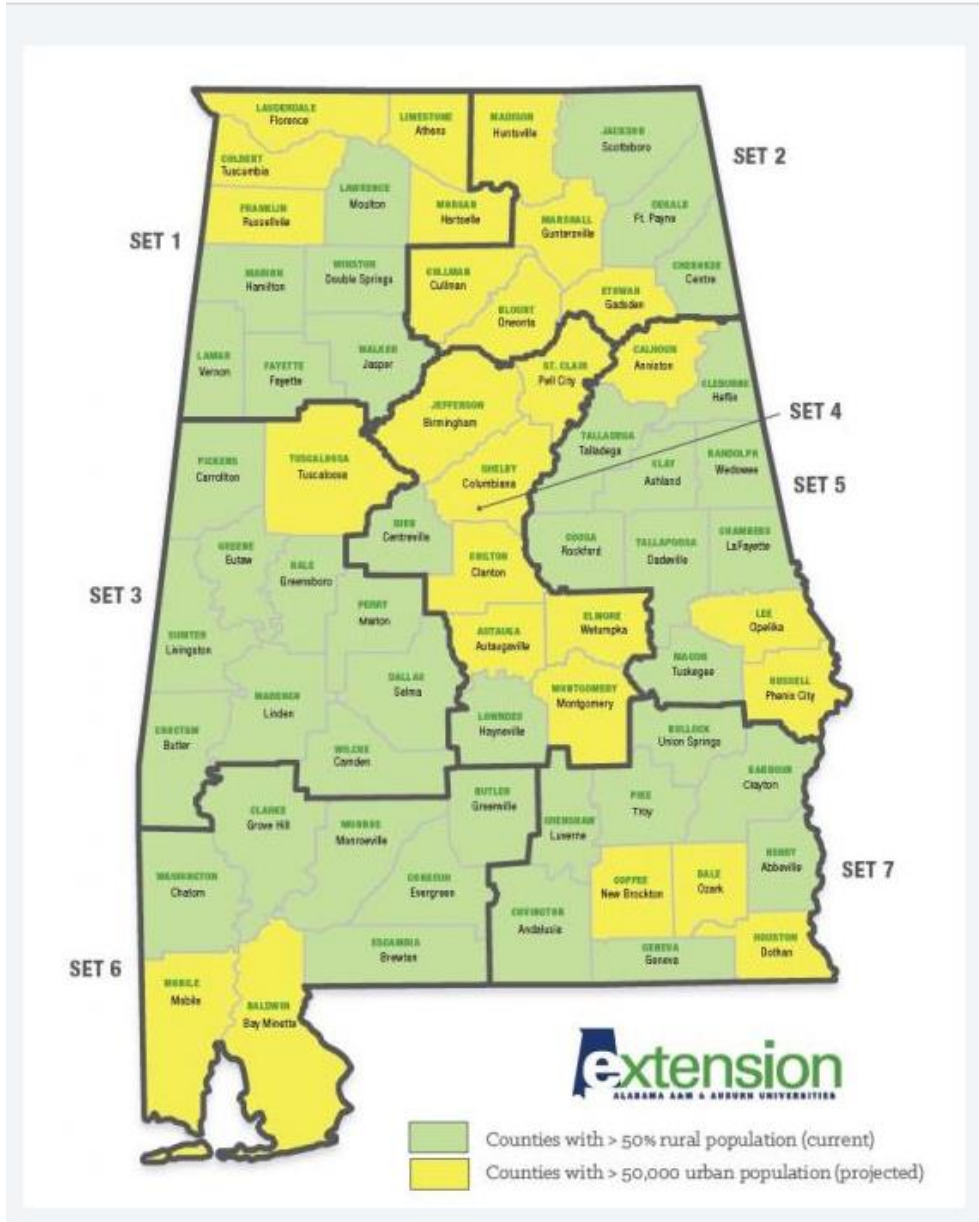 LAUDERDALE
Florence
LIMESTONE
Athens
MADISON
Huntsville
JACKSON
Scottsboro
SET 2
COLBERT
Tuscumbia
LAWRENCE
Moulton
FRANKLIN
Russellville
MORGAN
Hartselle
MARSHALL
Guntersville
DEKALB
Ft. Payne
SET 1
MARION
Hamilton
WINSTON
Double Springs
CULLMAN
Cullman
CHEROKEE
Centre
BLOUNT
Oneonta
ETOWAH
Gadsden
LAMAR
Vernon
FAYETTE
Fayette
WALKER
Jasper
ST. CLAIR
Pell City
CALHOUN
Anniston
CLEBURNE
Heflin
JEFFERSON
Birmingham
SET 4
TALLADEGA
Talladega
CLAY
Ashland
RANDOLPH
Wedowee
SET 5
PICKENS
Carrollton
TUSCALOOSA
Tuscaloosa
SHELBY
Columbiana
BIBB
Centreville
COOSA
Rockford
TALLAPOOSA
Dadeville
CHAMBERS
LaFayette
GREENE
Eutaw
HALE
Greensboro
CHILTON
Clanton
SET 3
PERRY
Marion
AUTAUGA
Autaugaville
ELMORE
Wetumpka
LEE
Opelika
SUMTER
Livingston
MACON
Tuskegee
RUSSELL
Phenix City
MARENGO
Linden
DALLAS
Selma
MONTGOMERY
Montgomery
LOWNDES
Hayneville
CHOCTAW
Butler
WILCOX
Camden
BULLOCK
Union Springs
BARBOUR
Clayton
CLARKE
Grove Hill
MONROE
Monroeville
BUTLER
Greenville
CRENSHAW
Luverne
PIKE
Troy
HENRY
Abbeville
SET 7
WASHINGTON
Chatom
CONECUH
Evergreen
COFFEE
New Brockton
DALE
Ozark
COVINGTON
Andalusia
ESCAMBIA
Brewton
GENEVA
Geneva
HOUSTON
Dothan
SET 6
MOBILE
Mobile
BALDWIN
Bay Minette
extension
ALABAMA A&M & AUBURN UNIVERSITIES
Counties with > 50% rural population (current)
Counties with > 50,000 urban population (projected)